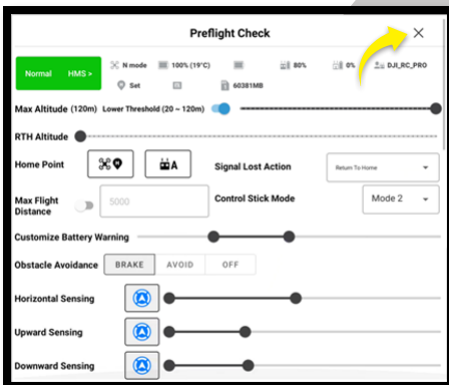 Preflight Check
Normal HMS >
N mode 100% (19°C) 80% 0% DJI_RC_PRO
Set 60381MB
Max Altitude (120m) Lower Threshold (20 ~ 120m)
RTH Altitude
Home Point H A Signal Lost Action Return To Home
Max Flight Distance 5000 Control Stick Mode Mode 2
Customize Battery Warning
Obstacle Avoidance BRAKE AVOID OFF
Horizontal Sensing
Upward Sensing
Downward Sensing